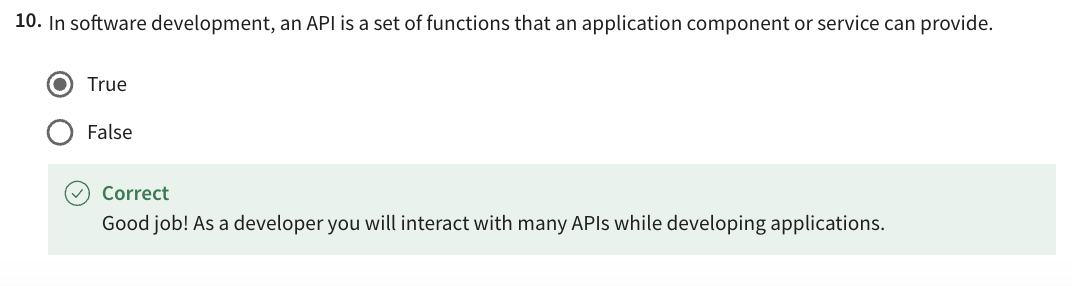 10. In software development, an API is a set of functions that an application component or service can provide.
True
False
Correct
Good job! As a developer you will interact with many APIs while developing applications.